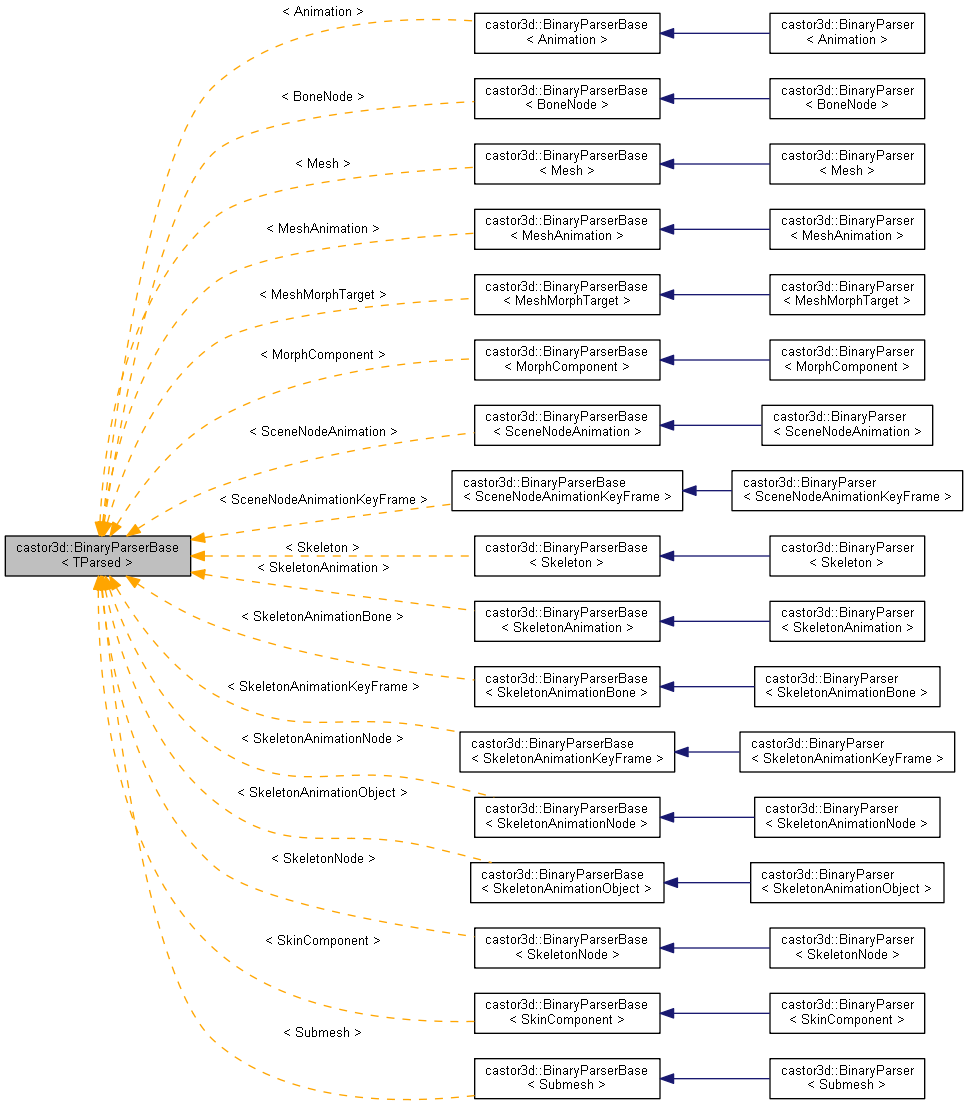 < Animation >
castor3d::BinaryParserBase
< Animation >
castor3d::BinaryParser
< Animation >
< BoneNode >
castor3d::BinaryParserBase
< BoneNode >
castor3d::BinaryParser
< BoneNode >
< Mesh >
castor3d::BinaryParserBase
< Mesh >
castor3d::BinaryParser
< Mesh >
< MeshAnimation >
castor3d::BinaryParserBase
< MeshAnimation >
castor3d::BinaryParser
< MeshAnimation >
< MeshMorphTarget >
castor3d::BinaryParserBase
< MeshMorphTarget >
castor3d::BinaryParser
< MeshMorphTarget >
< MorphComponent >
castor3d::BinaryParserBase
< MorphComponent >
castor3d::BinaryParser
< MorphComponent >
< SceneNodeAnimation >
castor3d::BinaryParserBase
< SceneNodeAnimation >
castor3d::BinaryParser
< SceneNodeAnimation >
< SceneNodeAnimationKeyFrame >
castor3d::BinaryParserBase
< SceneNodeAnimationKeyFrame >
castor3d::BinaryParser
< SceneNodeAnimationKeyFrame >
castor3d::BinaryParserBase
< TParsed >
< Skeleton >
castor3d::BinaryParserBase
< Skeleton >
castor3d::BinaryParser
< Skeleton >
< SkeletonAnimation >
castor3d::BinaryParserBase
< SkeletonAnimation >
castor3d::BinaryParser
< SkeletonAnimation >
< SkeletonAnimationBone >
castor3d::BinaryParserBase
< SkeletonAnimationBone >
castor3d::BinaryParser
< SkeletonAnimationBone >
< SkeletonAnimationKeyFrame >
castor3d::BinaryParserBase
< SkeletonAnimationKeyFrame >
castor3d::BinaryParser
< SkeletonAnimationKeyFrame >
< SkeletonAnimationNode >
castor3d::BinaryParserBase
< SkeletonAnimationNode >
castor3d::BinaryParser
< SkeletonAnimationNode >
< SkeletonAnimationObject >
castor3d::BinaryParserBase
< SkeletonAnimationObject >
castor3d::BinaryParser
< SkeletonAnimationObject >
< SkeletonNode >
castor3d::BinaryParserBase
< SkeletonNode >
castor3d::BinaryParser
< SkeletonNode >
< SkinComponent >
castor3d::BinaryParserBase
< SkinComponent >
castor3d::BinaryParser
< SkinComponent >
< Submesh >
castor3d::BinaryParserBase
< Submesh >
castor3d::BinaryParser
< Submesh >